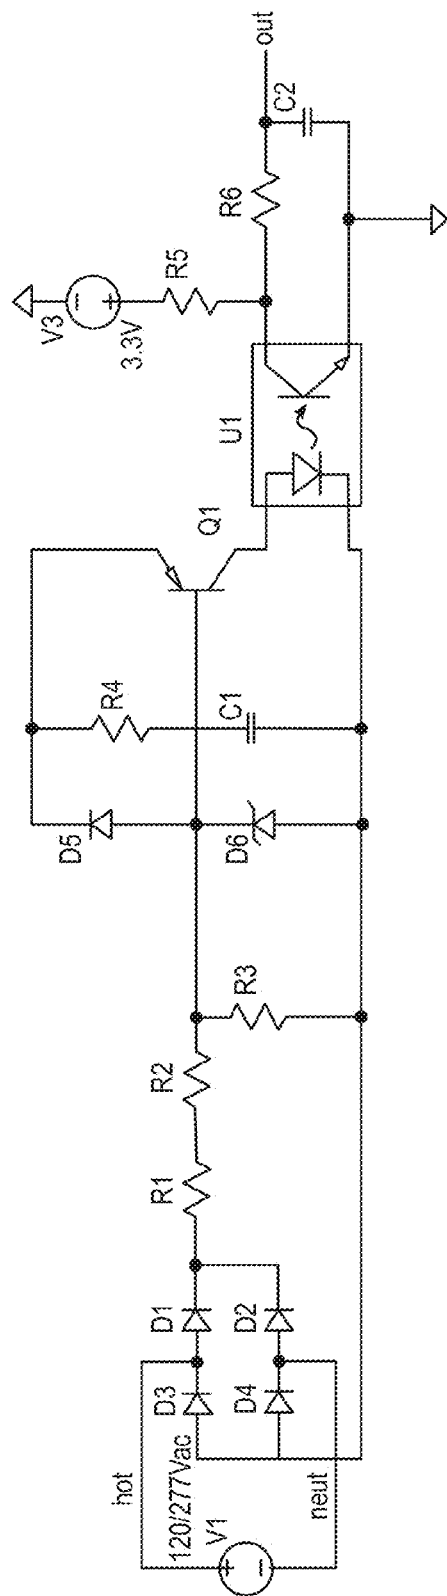 hot
120/277Vac
V1
neut
D3
D1
D4
D2
R1
R2
R3
D5
D6
R4
C1
Q1
U1
V3
3.3V
R5
R6
C2
out